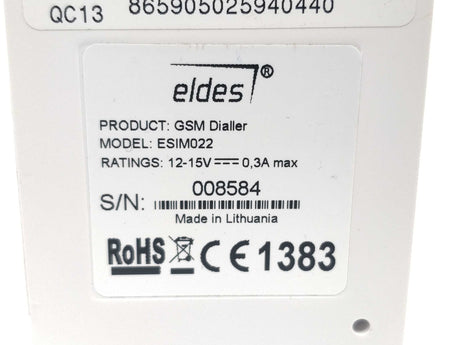 865905025940440
QC13
eldes®
PRODUCT: GSM Dialler
MODEL: ESIM022
RATINGS: 12-15V⎓0,3A max
008584
S/N:
Made in Lithuania
RoHS CE 1383